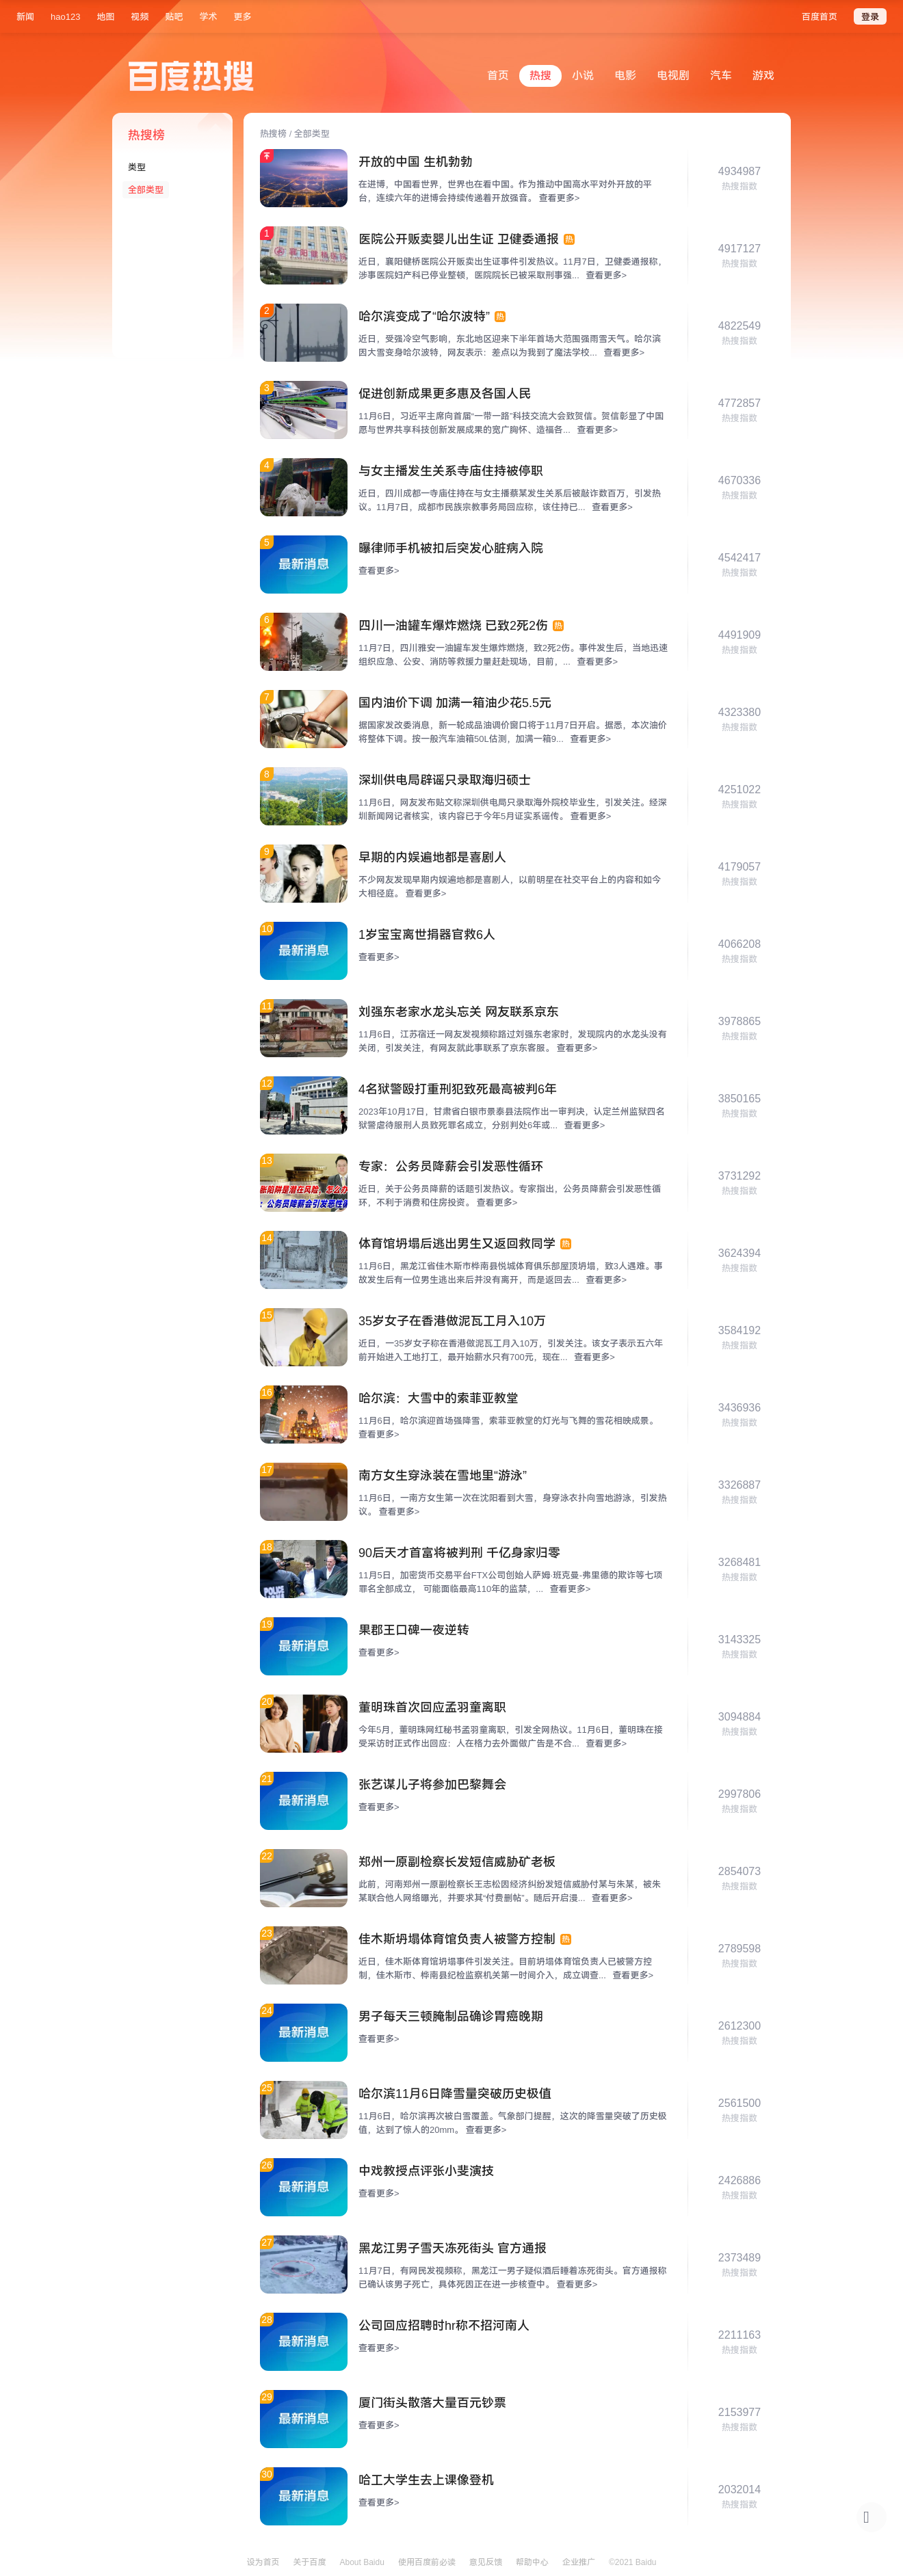 新闻 hao123 地图 视频 贴吧 学术 更多 百度首页 登录
百度热搜
首页 热搜 小说 电影 电视剧 汽车 游戏
热搜榜
类型
全部类型
热搜榜 / 全部类型
开放的中国 生机勃勃
在进博，中国看世界，世界也在看中国。作为推动中国高水平对外开放的平
台，连续六年的进博会持续传递着开放强音。 查看更多>
4934987
热搜指数
1
医院公开贩卖婴儿出生证 卫健委通报 热
近日，襄阳健桥医院公开贩卖出生证事件引发热议。11月7日，卫健委通报称，
涉事医院妇产科已停业整顿，医院院长已被采取刑事强... 查看更多>
4917127
热搜指数
2
哈尔滨变成了“哈尔波特” 热
近日，受强冷空气影响，东北地区迎来下半年首场大范围强雨雪天气。哈尔滨
因大雪变身哈尔波特，网友表示：差点以为我到了魔法学校... 查看更多>
4822549
热搜指数
3
促进创新成果更多惠及各国人民
11月6日，习近平主席向首届“一带一路”科技交流大会致贺信。贺信彰显了中国
愿与世界共享科技创新发展成果的宽广胸怀、造福各... 查看更多>
4772857
热搜指数
4
与女主播发生关系寺庙住持被停职
近日，四川成都一寺庙住持在与女主播蔡某发生关系后被敲诈数百万，引发热
议。11月7日，成都市民族宗教事务局回应称，该住持已... 查看更多>
4670336
热搜指数
5
最新消息
曝律师手机被扣后突发心脏病入院
查看更多>
4542417
热搜指数
6
四川一油罐车爆炸燃烧 已致2死2伤 热
11月7日，四川雅安一油罐车发生爆炸燃烧，致2死2伤。事件发生后，当地迅速
组织应急、公安、消防等救援力量赶赴现场，目前，... 查看更多>
4491909
热搜指数
7
国内油价下调 加满一箱油少花5.5元
据国家发改委消息，新一轮成品油调价窗口将于11月7日开启。据悉，本次油价
将整体下调。按一般汽车油箱50L估测，加满一箱9... 查看更多>
4323380
热搜指数
8
深圳供电局辟谣只录取海归硕士
11月6日，网友发布贴文称深圳供电局只录取海外院校毕业生，引发关注。经深
圳新闻网记者核实，该内容已于今年5月证实系谣传。 查看更多>
4251022
热搜指数
9
早期的内娱遍地都是喜剧人
不少网友发现早期内娱遍地都是喜剧人，以前明星在社交平台上的内容和如今
大相径庭。 查看更多>
4179057
热搜指数
10
最新消息
1岁宝宝离世捐器官救6人
查看更多>
4066208
热搜指数
11
刘强东老家水龙头忘关 网友联系京东
11月6日，江苏宿迁一网友发视频称路过刘强东老家时，发现院内的水龙头没有
关闭，引发关注，有网友就此事联系了京东客服。 查看更多>
3978865
热搜指数
12
4名狱警殴打重刑犯致死最高被判6年
2023年10月17日，甘肃省白银市景泰县法院作出一审判决，认定兰州监狱四名
狱警虐待服刑人员致死罪名成立，分别判处6年或... 查看更多>
3850165
热搜指数
13
公务员降薪会引发恶性循
专家：公务员降薪会引发恶性循环
近日，关于公务员降薪的话题引发热议。专家指出，公务员降薪会引发恶性循
环，不利于消费和住房投资。 查看更多>
3731292
热搜指数
14
体育馆坍塌后逃出男生又返回救同学 热
11月6日，黑龙江省佳木斯市桦南县悦城体育俱乐部屋顶坍塌，致3人遇难。事
故发生后有一位男生逃出来后并没有离开，而是返回去... 查看更多>
3624394
热搜指数
15
35岁女子在香港做泥瓦工月入10万
近日，一35岁女子称在香港做泥瓦工月入10万，引发关注。该女子表示五六年
前开始进入工地打工，最开始薪水只有700元，现在... 查看更多>
3584192
热搜指数
16
哈尔滨：大雪中的索菲亚教堂
11月6日，哈尔滨迎首场强降雪，索菲亚教堂的灯光与飞舞的雪花相映成景。
查看更多>
3436936
热搜指数
17
南方女生穿泳装在雪地里“游泳”
11月6日，一南方女生第一次在沈阳看到大雪，身穿泳衣扑向雪地游泳，引发热
议。 查看更多>
3326887
热搜指数
18
POLICE
90后天才首富将被判刑 千亿身家归零
11月5日，加密货币交易平台FTX公司创始人萨姆·班克曼-弗里德的欺诈等七项
罪名全部成立， 可能面临最高110年的监禁，... 查看更多>
3268481
热搜指数
19
最新消息
果郡王口碑一夜逆转
查看更多>
3143325
热搜指数
20
董明珠首次回应孟羽童离职
今年5月，董明珠网红秘书孟羽童离职，引发全网热议。11月6日，董明珠在接
受采访时正式作出回应：人在格力去外面做广告是不合... 查看更多>
3094884
热搜指数
21
最新消息
张艺谋儿子将参加巴黎舞会
查看更多>
2997806
热搜指数
22
郑州一原副检察长发短信威胁矿老板
此前，河南郑州一原副检察长王志松因经济纠纷发短信威胁付某与朱某，被朱
某联合他人网络曝光，并要求其“付费删帖”。随后开启漫... 查看更多>
2854073
热搜指数
23
佳木斯坍塌体育馆负责人被警方控制 热
近日，佳木斯体育馆坍塌事件引发关注。目前坍塌体育馆负责人已被警方控
制，佳木斯市、桦南县纪检监察机关第一时间介入，成立调查... 查看更多>
2789598
热搜指数
24
最新消息
男子每天三顿腌制品确诊胃癌晚期
查看更多>
2612300
热搜指数
25
哈尔滨11月6日降雪量突破历史极值
11月6日，哈尔滨再次被白雪覆盖。气象部门提醒，这次的降雪量突破了历史极
值，达到了惊人的20mm。 查看更多>
2561500
热搜指数
26
最新消息
中戏教授点评张小斐演技
查看更多>
2426886
热搜指数
27
黑龙江男子雪天冻死街头 官方通报
11月7日，有网民发视频称，黑龙江一男子疑似酒后睡着冻死街头。官方通报称
已确认该男子死亡，具体死因正在进一步核查中。 查看更多>
2373489
热搜指数
28
最新消息
公司回应招聘时hr称不招河南人
查看更多>
2211163
热搜指数
29
最新消息
厦门街头散落大量百元钞票
查看更多>
2153977
热搜指数
30
最新消息
哈工大学生去上课像登机
查看更多>
2032014
热搜指数
设为首页 关于百度 About Baidu 使用百度前必读 意见反馈 帮助中心 企业推广 ©2021 Baidu